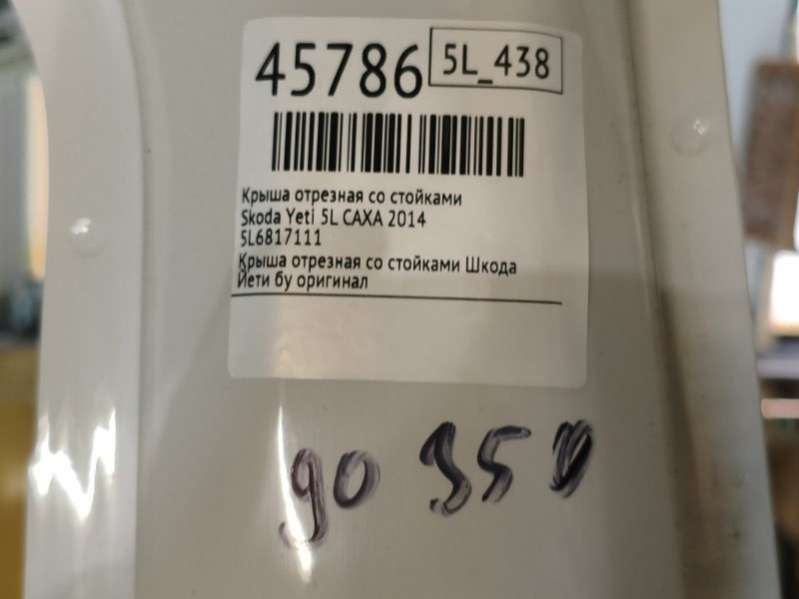 45786 5L_438
Крыша отрезная со стойками
Skoda Yeti 5L CAXA 2014
5L6817111
Крыша отрезная со стойками Шкода
Йети бу оригинал
до 350